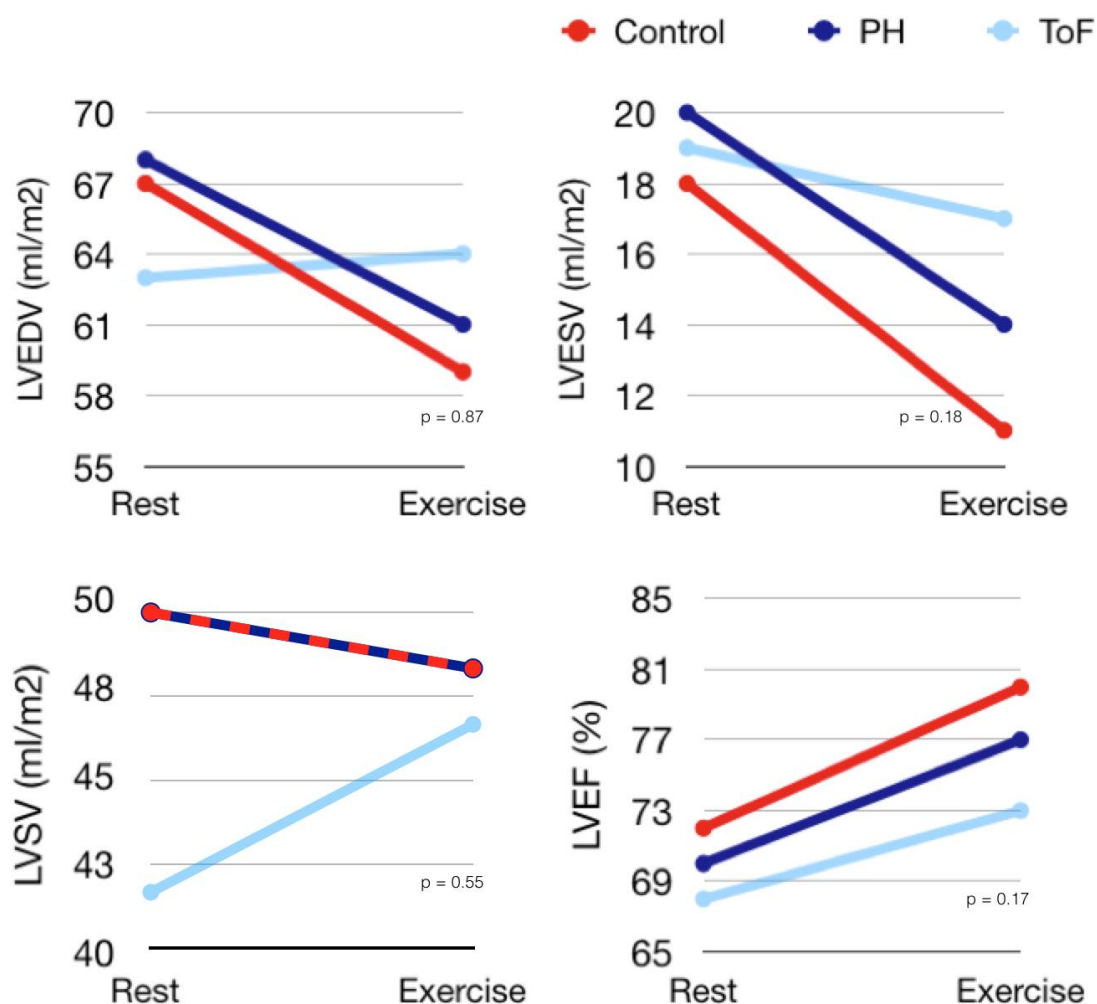 Control PH ToF
LVEDV (ml/m2)
70
67
64
61
58
55
p = 0.87
Rest Exercise
LVESV (ml/m2)
20
18
16
14
12
10
p = 0.18
Rest Exercise
LVSV (ml/m2)
50
48
45
43
40
p = 0.55
Rest Exercise
LVEF (%)
85
81
77
73
69
65
p = 0.17
Rest Exercise